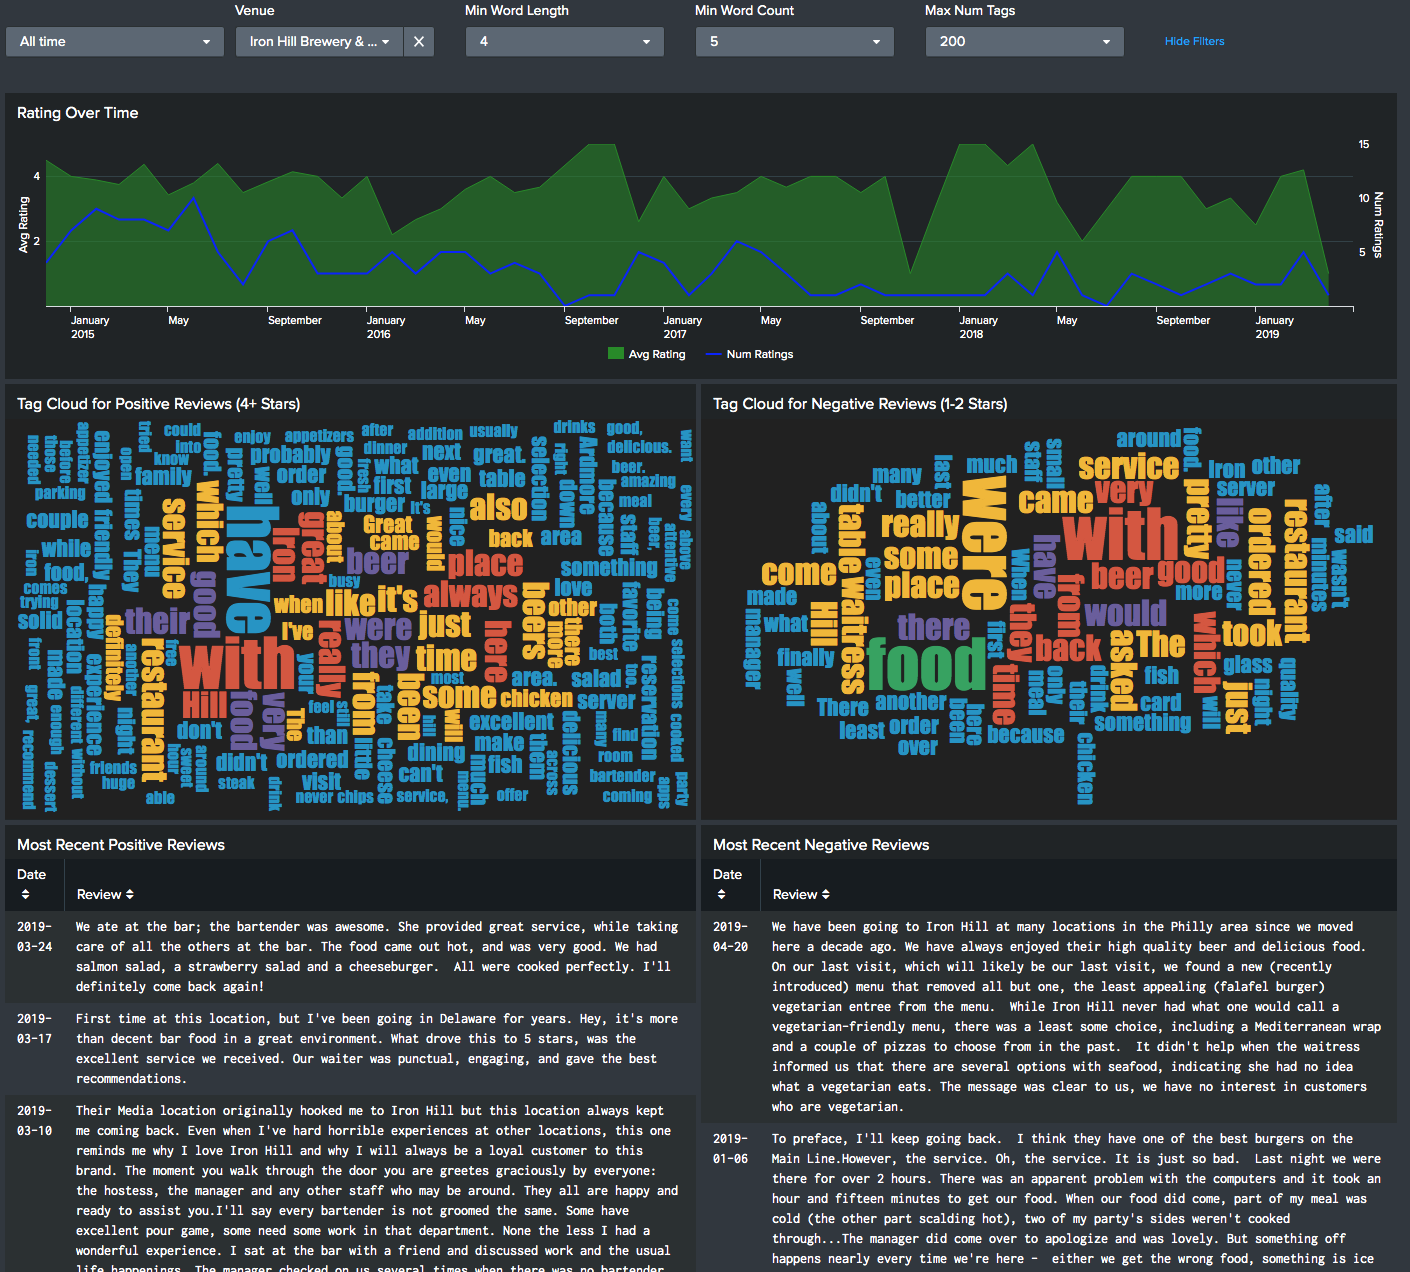 Venue
Min Word Length
Min Word Count
Max Num Tags
All time
Iron Hill Brewery & ...
4
5
200
Hide Filters
Rating Over Time
Avg Rating
4
2
15
10
5
Num Ratings
January
2015
May
September
January
2016
May
September
January
2017
May
September
January
2018
May
September
January
2019
Avg Rating
Num Ratings
Tag Cloud for Positive Reviews (4+ Stars)
needed
those
before
appetizer
enjoyed
open
tried
could
into
know
food.
enjoy
appetizers
after
addition
usually
drinks
good,
want
pretty
probably
dinner
next
great.
selection
right
Ardmore
delicious.
family
well
order
good
fresh
what
even
table
beer.
amazing
parking
friendly
times
which
only
first
large
down
because
meal
every
couple
service
have
great
about
burger
it's
nice
also
staff
beer,
above
while
menu
Iron
Great
came
would
back
area
attentive
iron
food,
They
good
beer
place
something
comes
trying
happy
busy
always
beers
love
favorite
being
solid
location
their
when
like
it's
other
both
come
definitely
I've
were
just
here
there
front
made
experience
another
restaurant
free
with
really
they
time
best
too.
reservation
selections
great,
enough
different
night
Hill
food
very
your
from
been
most
area.
salad
some
chicken
server
The
feel
still
take
hill
will
excellent
delicious
many
cooked
recommend
without
don't
than
little
cheese
dining
make
them
find
dessert
friends
huge
hour
sweet
around
didn't
ordered
can't
much
fish
across
room
able
steak
drink
visit
never
chips
service,
menu.
offer
bartender
coming
apps
party
Tag Cloud for Negative Reviews (1-2 Stars)
around
food.
many
last
much
staff
small
service
Iron
other
didn't
better
were
came
very
pretty
server
after
about
table
really
with
like
ordered
restaurant
said
even
some
when
have
never
minutes
wasn't
come
place
beer
good
more
made
Hill
waitress
from
would
what
there
first
they
back
asked
The
which
took
manager
finally
food
time
only
drink
fish
glass
quality
well
meal
their
card
will
night
just
There
another
been
here
something
least
order
because
over
chicken
Most Recent Positive Reviews
Date
Review
2019-03-24
We ate at the bar; the bartender was awesome. She provided great service, while taking
care of all the others at the bar. The food came out hot, and was very good. We had
salmon salad, a strawberry salad and a cheeseburger.  All were cooked perfectly. I'll
definitely come back again!
2019-03-17
First time at this location, but I've been going in Delaware for years. Hey, it's more
than decent bar food in a great environment. What drove this to 5 stars, was the
excellent service we received. Our waiter was punctual, engaging, and gave the best
recommendations.
2019-03-10
Their Media location originally hooked me to Iron Hill but this location always kept
me coming back. Even when I've hard horrible experiences at other locations, this one
reminds me why I love Iron Hill and why I will always be a loyal customer to this
brand. The moment you walk through the door you are greetes graciously by everyone:
the hostess, the manager and any other staff who may be around. They all are happy and
ready to assist you.I'll say every bartender is not groomed the same. Some have
excellent pour game, some need some work in that department. None the less I had a
wonderful experience. I sat at the bar with a friend and discussed work and the usual
life happenings. The manager checked on us several times when there was no bartender
Most Recent Negative Reviews
Date
Review
2019-04-20
We have been going to Iron Hill at many locations in the Philly area since we moved
here a decade ago. We have always enjoyed their high quality beer and delicious food.
On our last visit, which will likely be our last visit, we found a new (recently
introduced) menu that removed all but one, the least appealing (falafel burger)
vegetarian entree from the menu.  While Iron Hill never had what one would call a
vegetarian-friendly menu, there was a least some choice, including a Mediterranean wrap
and a couple of pizzas to choose from in the past.  It didn't help when the waitress
informed us that there are several options with seafood, indicating she had no idea
what a vegetarian eats. The message was clear to us, we have no interest in customers
who are vegetarian.
2019-01-06
To preface, I'll keep going back.  I think they have one of the best burgers on the
Main Line.However, the service. Oh, the service. It is just so bad.  Last night we were
there for over 2 hours. There was an apparent problem with the computers and it took an
hour and fifteen minutes to get our food. When our food did come, part of my meal was
cold (the other part scalding hot), two of my party's sides weren't cooked
through...The manager did come over to apologize and was lovely. But something off
happens nearly every time we're here -  either we get the wrong food, something is ice